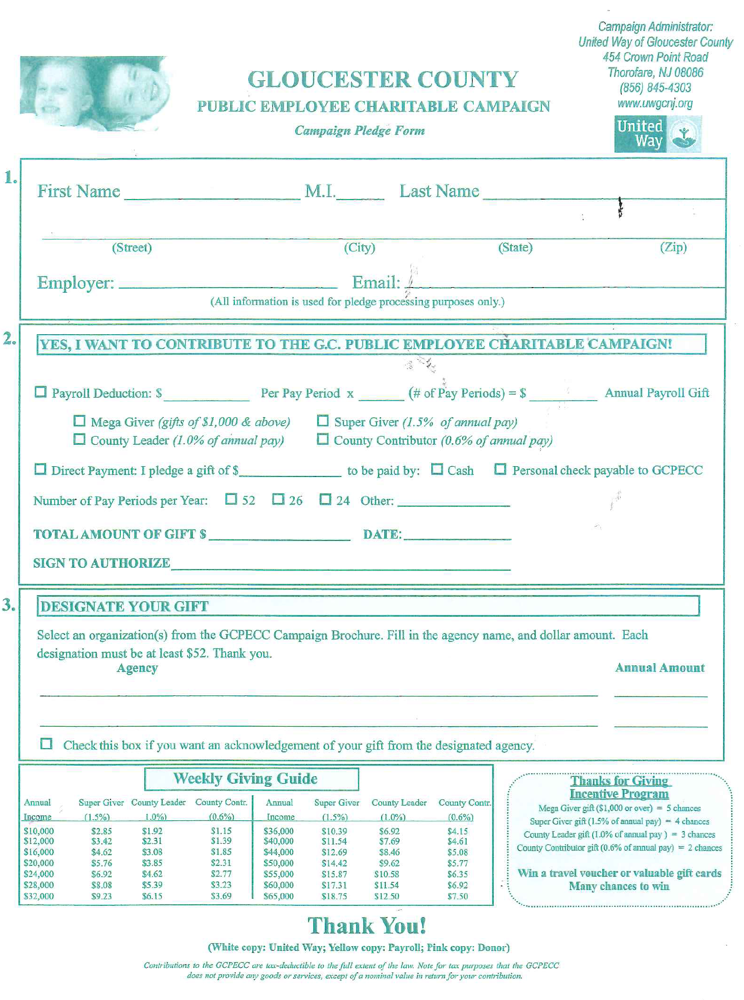 Campaign Administrator:
United Way of Gloucester County
454 Crown Point Road
Thorofare, NJ 08086
(856) 845-4303
www.uwgcnj.org
United
Way
GLOUCESTER COUNTY
PUBLIC EMPLOYEE CHARITABLE CAMPAIGN
Campaign Pledge Form
1.
First Name M.I. Last Name
(Street) (City) (State) (Zip)
Employer: Email:
(All information is used for pledge processing purposes only.)
2.
YES, I WANT TO CONTRIBUTE TO THE G.C. PUBLIC EMPLOYEE CHARITABLE CAMPAIGN!
Payroll Deduction: $ Per Pay Period x (# of Pay Periods) = $ Annual Payroll Gift
Mega Giver (gifts of $1,000 & above) Super Giver (1.5% of annual pay)
County Leader (1.0% of annual pay) County Contributor (0.6% of annual pay)
Direct Payment: I pledge a gift of $ to be paid by: Cash Personal check payable to GCPECC
Number of Pay Periods per Year: 52 26 24 Other:
TOTAL AMOUNT OF GIFT $ DATE:
SIGN TO AUTHORIZE
3.
DESIGNATE YOUR GIFT
Select an organization(s) from the GCPECC Campaign Brochure. Fill in the agency name, and dollar amount. Each
designation must be at least $52. Thank you.
Agency Annual Amount
Check this box if you want an acknowledgement of your gift from the designated agency.
Weekly Giving Guide
Annual Super Giver County Leader County Contr. Annual Super Giver County Leader County Contr.
Income (1.5%) 1.0%) (0.6%) Income (1.5%) (1.0%) (0.6%)
$10,000 $2.85 $1.92 $1.15 $36,000 $10.39 $6.92 $4.15
$12,000 $3.42 $2.31 $1.39 $40,000 $11.54 $7.69 $4.61
$16,000 $4.62 $3.08 $1.85 $44,000 $12.69 $8.46 $5.08
$20,000 $5.76 $3.85 $2.31 $50,000 $14.42 $9.62 $5.77
$24,000 $6.92 $4.62 $2.77 $55,000 $15.87 $10.58 $6.35
$28,000 $8.08 $5.39 $3.23 $60,000 $17.31 $11.54 $6.92
$32,000 $9.23 $6.15 $3.69 $65,000 $18.75 $12.50 $7.50
Thanks for Giving
Incentive Program
Mega Giver gift ($1,000 or over) = 5 chances
Super Giver gift (1.5% of annual pay) = 4 chances
County Leader gift (1.0% of annual pay ) = 3 chances
County Contributor gift (0.6% of annual pay) = 2 chances
Win a travel voucher or valuable gift cards
Many chances to win
Thank You!
(White copy: United Way; Yellow copy: Payroll; Pink copy: Donor)
Contributions to the GCPECC are tax-deductible to the full extent of the law. Note for tax purposes that the GCPECC
does not provide any goods or services, except of a nominal value in return for your contribution.